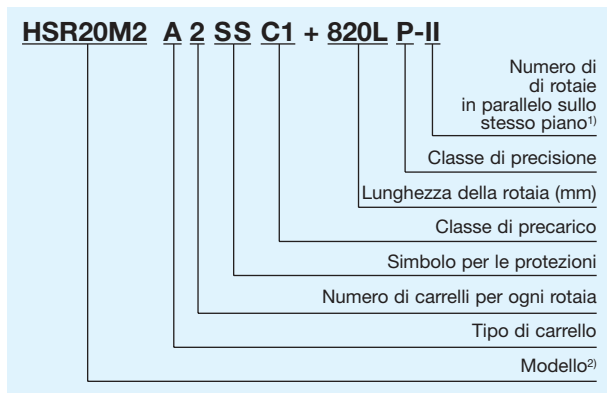 HSR20M2 A 2 SS C1 + 820L P-II
Numero di
di rotaie
in parallelo sullo
stesso piano¹⁾
Classe di precisione
Lunghezza della rotaia (mm)
Classe di precarico
Simbolo per le protezioni
Numero di carrelli per ogni rotaia
Tipo di carrello
Modello²⁾